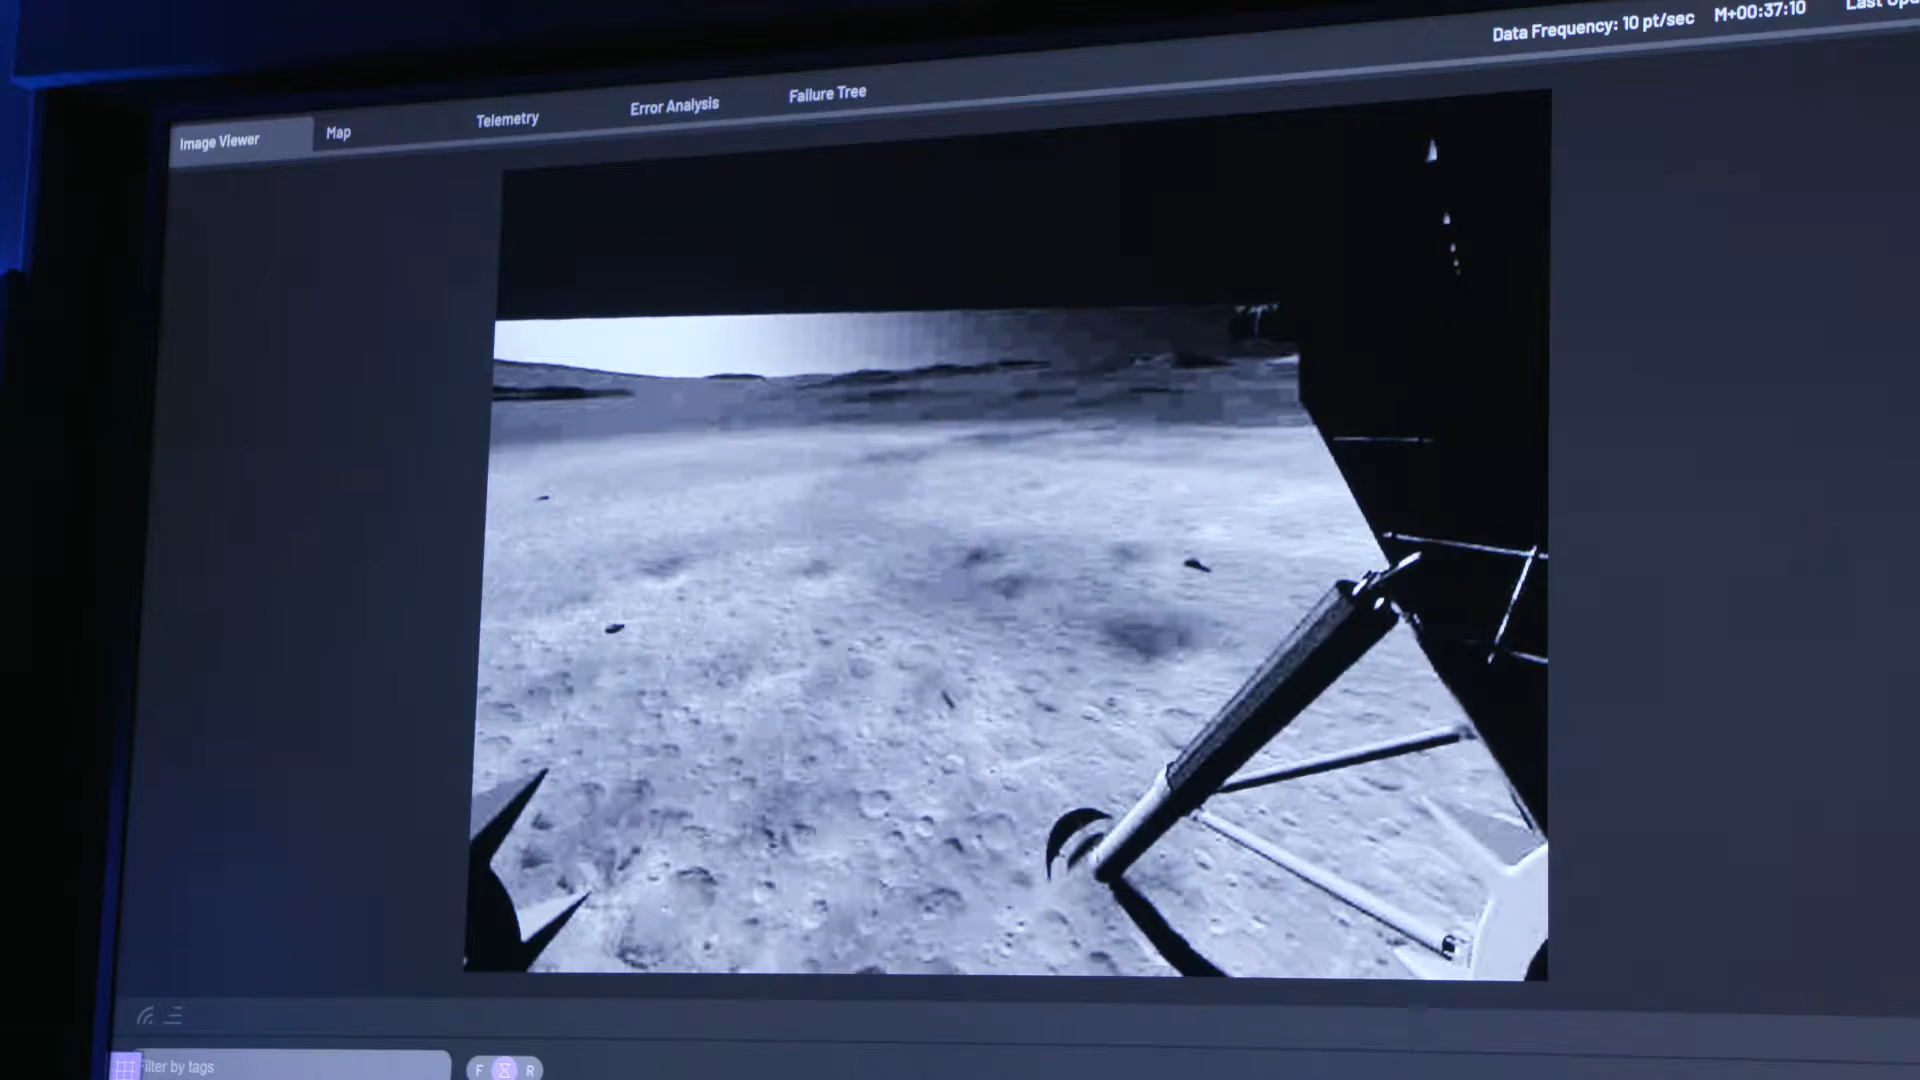 Data Frequency: 10 pt/sec M+00:37:10 Last
Image Viewer Map Telemetry Error Analysis Failure Tree
Filter by tags F R